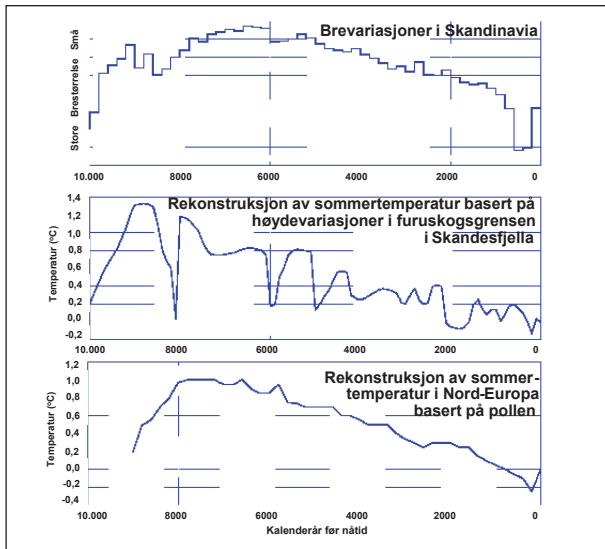 Brevariasjoner i Skandinavia
Store Brestørrelse Små
10.000 8000 6000 4000 2000 0
Rekonstruksjon av sommertemperatur basert på
høydevariasjoner i furuskogsgrensen
i Skandesfjella
Temperatur (ºC)
1,4
1,2
1,0
0,8
0,6
0,4
0,2
0,0
-0,2
10.000 8000 6000 4000 2000 0
Rekonstruksjon av sommer-
temperatur i Nord-Europa
basert på pollen
Temperatur (ºC)
1,2
1,0
0,8
0,6
0,4
0,2
0,0
-0,2
-0,4
10.000 8000 6000 4000 2000 0
Kalenderår før nåtid